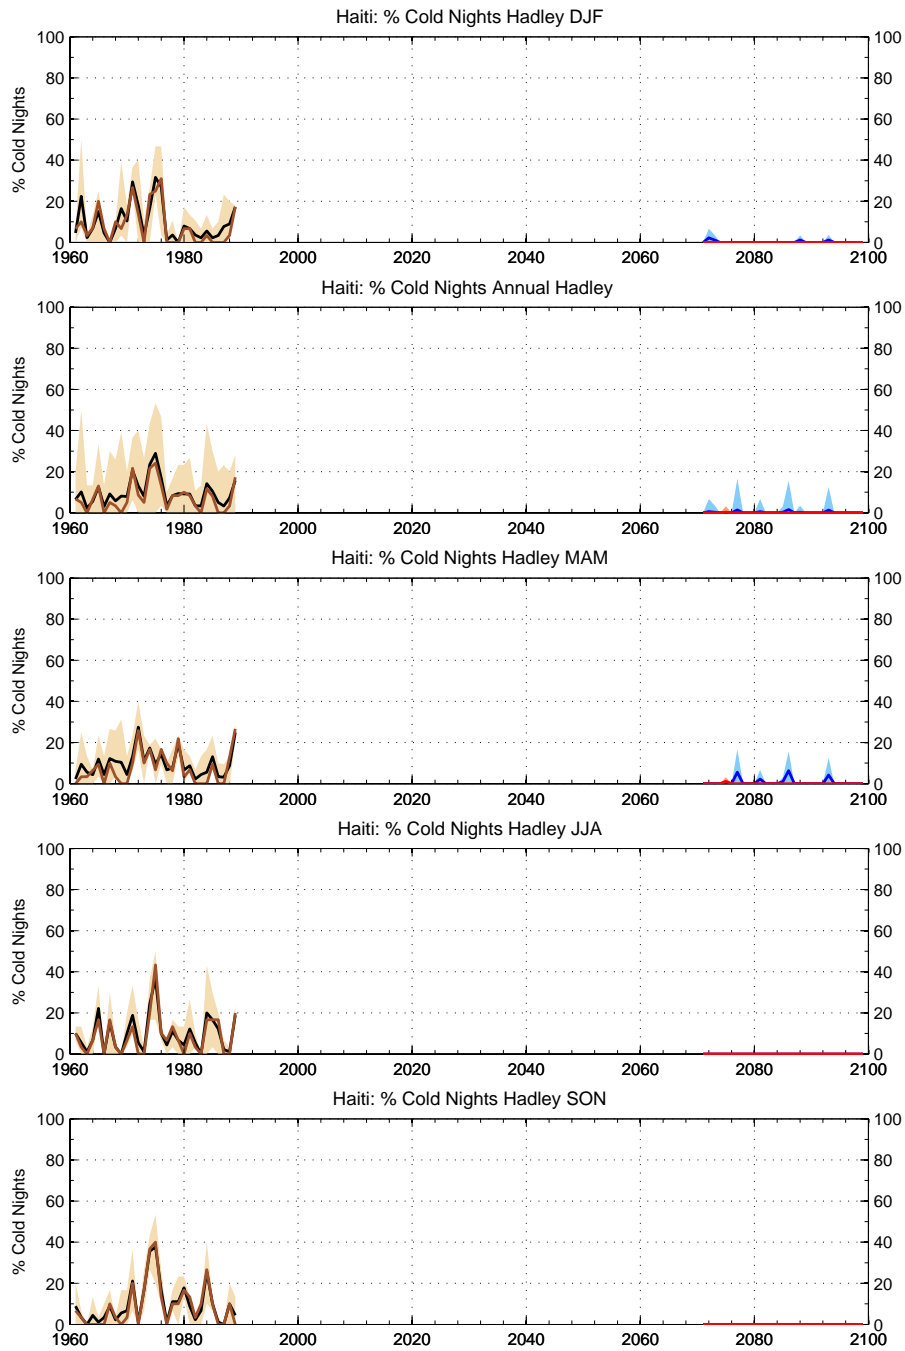 Haiti: % Cold Nights Hadley DJF
100 100
80 80
60 60
40 40
20 20
0 0
% Cold Nights
1960 1980 2000 2020 2040 2060 2080 2100
Haiti: % Cold Nights Annual Hadley
100 100
80 80
60 60
40 40
20 20
0 0
% Cold Nights
1960 1980 2000 2020 2040 2060 2080 2100
Haiti: % Cold Nights Hadley MAM
100 100
80 80
60 60
40 40
20 20
0 0
% Cold Nights
1960 1980 2000 2020 2040 2060 2080 2100
Haiti: % Cold Nights Hadley JJA
100 100
80 80
60 60
40 40
20 20
0 0
% Cold Nights
1960 1980 2000 2020 2040 2060 2080 2100
Haiti: % Cold Nights Hadley SON
100 100
80 80
60 60
40 40
20 20
0 0
% Cold Nights
1960 1980 2000 2020 2040 2060 2080 2100